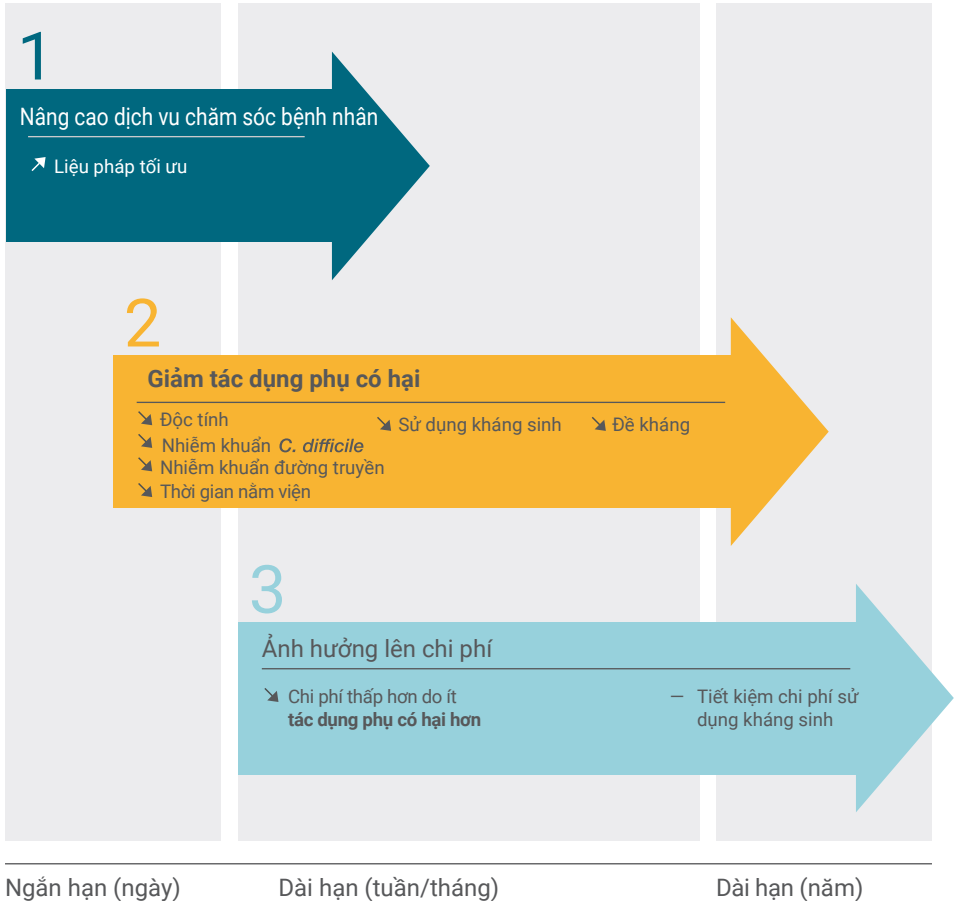 1
Nâng cao dịch vu chăm sóc bệnh nhân
↗ Liệu pháp tối ưu
2
Giảm tác dụng phụ có hại
↘ Độc tính
↘ Nhiễm khuẩn C. difficile
↘ Nhiễm khuẩn đường truyền
↘ Thời gian nằm viện
↘ Sử dụng kháng sinh
↘ Đề kháng
3
Ảnh hưởng lên chi phí
↘ Chi phí thấp hơn do ít
tác dụng phụ có hại hơn
– Tiết kiệm chi phí sử
dụng kháng sinh
Ngắn hạn (ngày)
Dài hạn (tuần/tháng)
Dài hạn (năm)